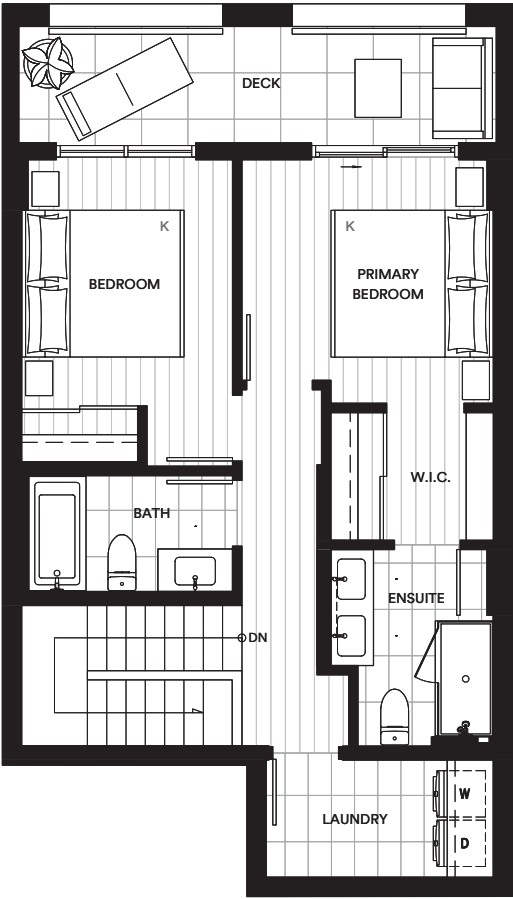 DECK
K
K
BEDROOM
PRIMARY
BEDROOM
W.I.C.
BATH
ENSUITE
DN
W
LAUNDRY
D